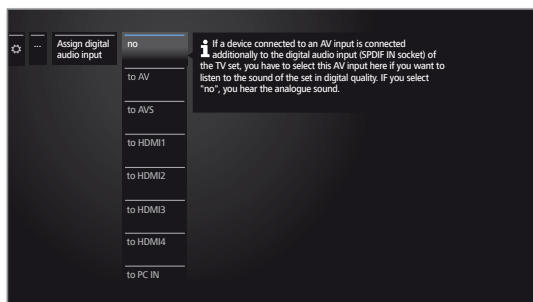 ...
Assign digital
audio input
no
to AV
to AVS
to HDMI1
to HDMI2
to HDMI3
to HDMI4
to PC IN
If a device connected to an AV input is connected
additionally to the digital audio input (SPDIF IN socket) of
the TV set, you have to select this AV input here if you want to
listen to the sound of the set in digital quality. IF you select
"no", you hear the analogue sound.